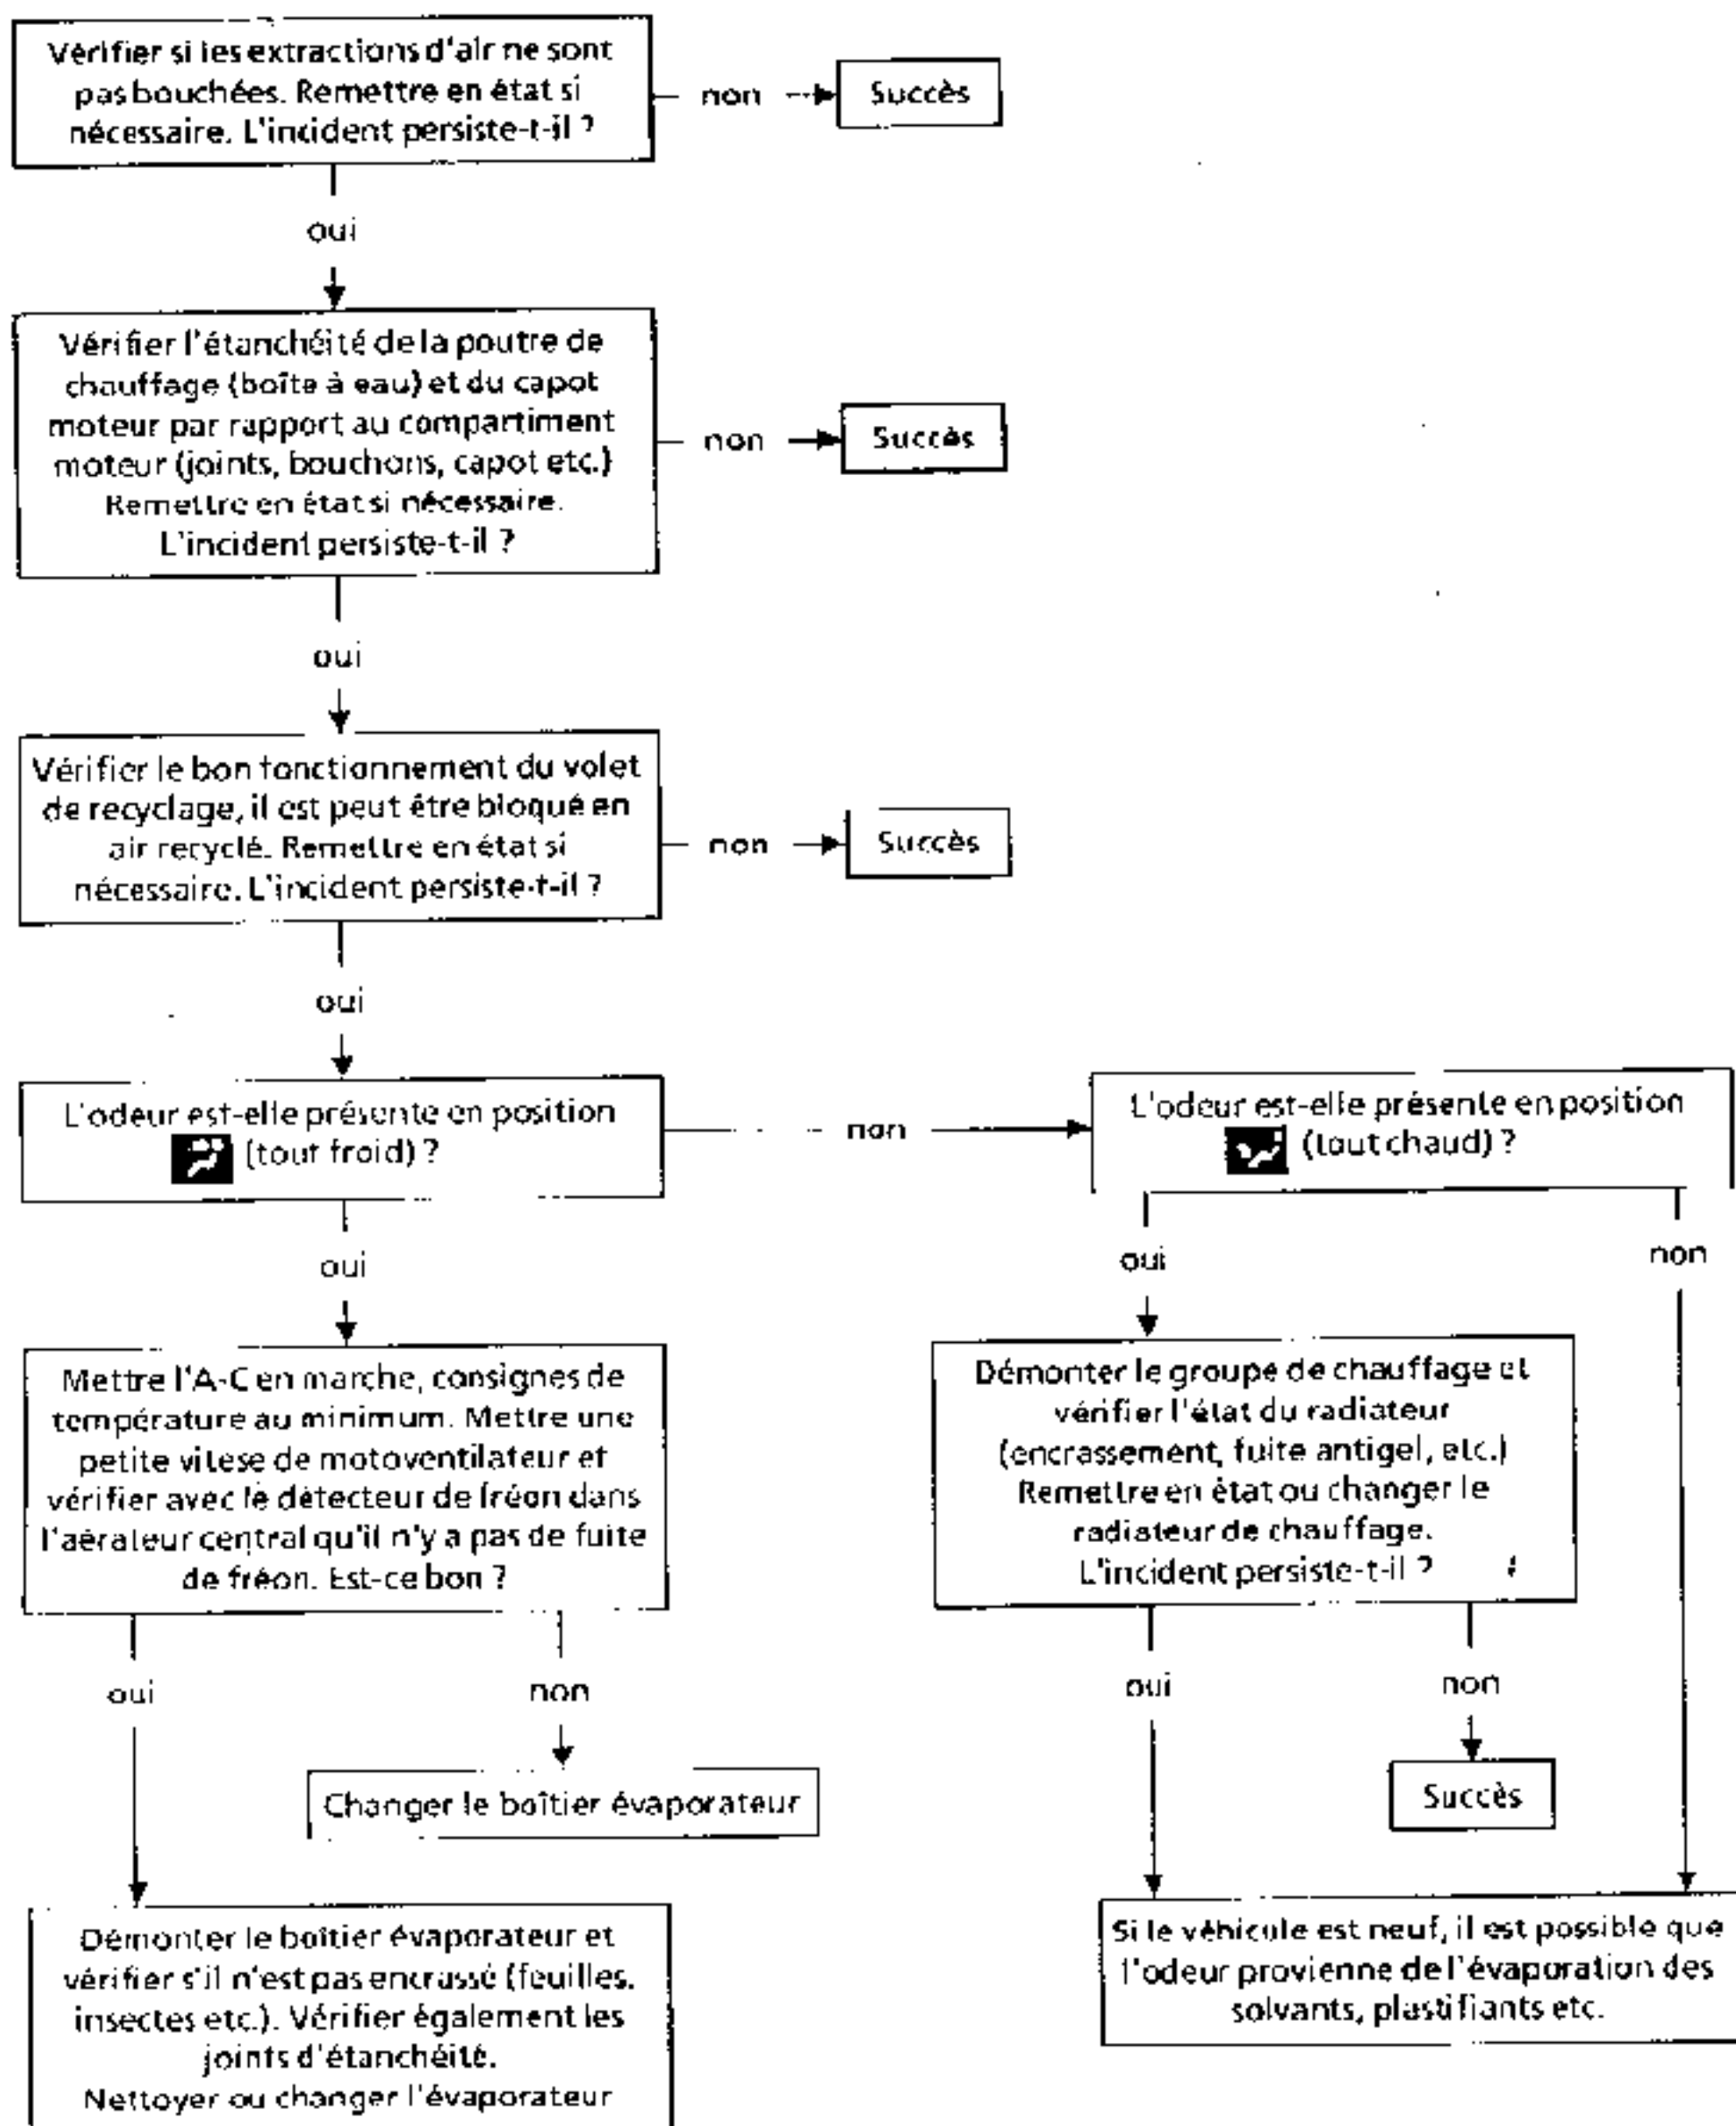 Vérifier si les extractions d'air ne sont
pas bouchées. Remettre en état si
nécessaire. L'incident persiste-t-il ?
non
Succès
oui
Vérifier l'étanchéité de la poutre de
chauffage (boîte à eau) et du capot
moteur par rapport au compartiment
moteur (joints, bouchons, capot etc.)
Remettre en état si nécessaire.
L'incident persiste-t-il ?
non
Succès
oui
Vérifier le bon fonctionnement du volet
de recyclage, il est peut être bloqué en
air recyclé. Remettre en état si
nécessaire. L'incident persiste-t-il ?
non
Succès
oui
L'odeur est-elle présente en position
(tout froid) ?
non
L'odeur est-elle présente en position
(tout chaud) ?
oui
oui
non
Mettre l'A-C en marche, consignes de
température au minimum. Mettre une
petite vitese de motoventilateur et
vérifier avec le détecteur de fréon dans
l'aérateur central qu'il n'y a pas de fuite
de fréon. Est-ce bon ?
Démonter le groupe de chauffage et
vérifier l'état du radiateur
(encrassement, fuite antigel, etc.)
Remettre en état ou changer le
radiateur de chauffage.
L'incident persiste-t-il ?
oui
non
oui
non
Changer le boîtier évaporateur
Succès
Démonter le boîtier évaporateur et
vérifier s'il n'est pas encrassé (feuilles,
insectes etc.). Vérifier également les
joints d'étanchéité.
Nettoyer ou changer l'évaporateur
Si le véhicule est neuf, il est possible que
l'odeur provienne de l'évaporation des
solvants, plastifiants etc.